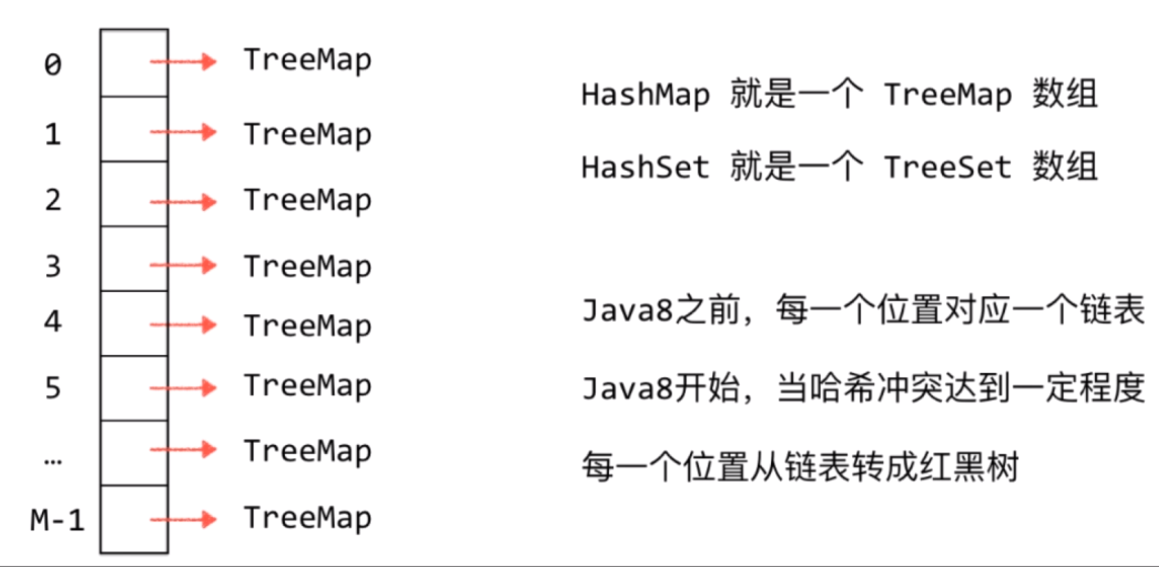 0 TreeMap
1 TreeMap
2 TreeMap
3 TreeMap
4 TreeMap
5 TreeMap
… TreeMap
M-1 TreeMap
HashMap 就是一个 TreeMap 数组
HashSet 就是一个 TreeSet 数组
Java8之前，每一个位置对应一个链表
Java8开始，当哈希冲突达到一定程度
每一个位置从链表转成红黑树